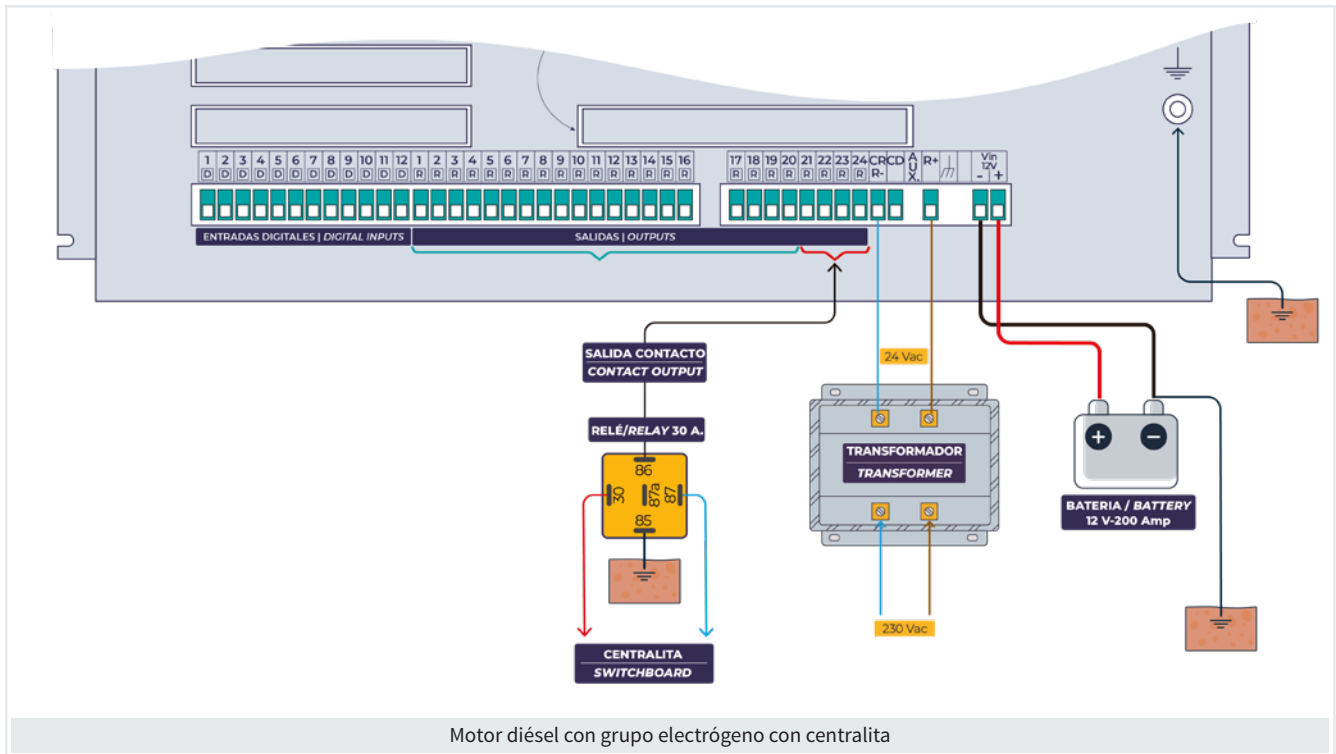 1 2 3 4 5 6 7 8 9 10 11 12 1 2 3 4 5 6 7 8 9 10 11 12 13 14 15 16
D D D D D D D D D D D D R R R R R R R R R R R R R R R R
17 18 19 20 21 22 23 24 CR CD AUX. R+ Vin
R R R R R R R R R- 12V
- +
ENTRADAS DIGITALES | DIGITAL INPUTS
SALIDAS | OUTPUTS
SALIDA CONTACTO
CONTACT OUTPUT
RELÉ/RELAY 30 A.
86
30
87a
87
85
CENTRALITA
SWITCHBOARD
24 Vac
TRANSFORMADOR
TRANSFORMER
230 Vac
+ −
BATERIA / BATTERY
12 V-200 Amp
Motor diésel con grupo electrógeno con centralita